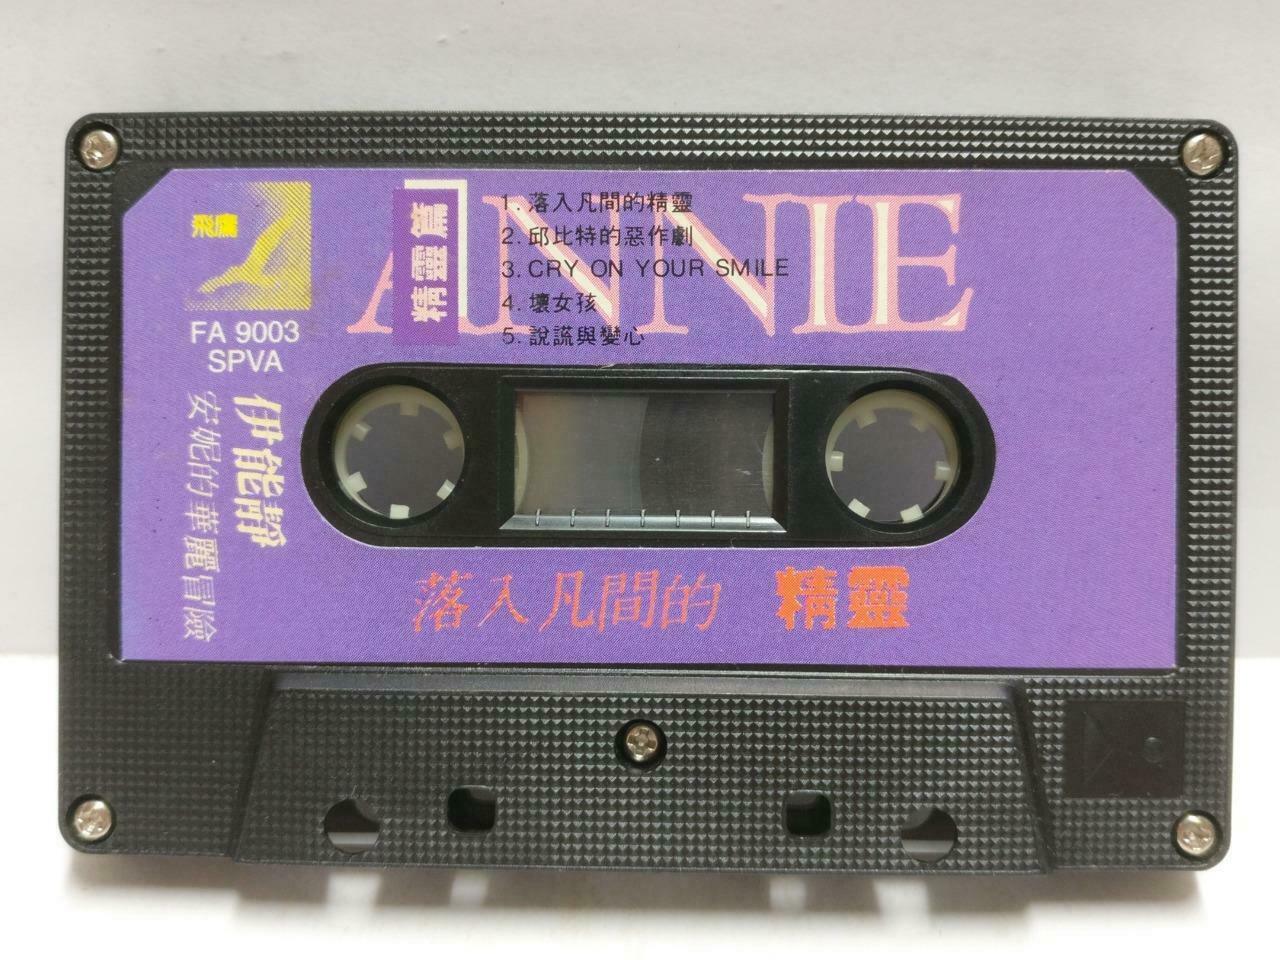 飛鷹
FA 9003
SPVA
伊能靜
安妮的華麗冒險
精靈篇
ANNIE
1. 落入凡間的精靈
2. 邱比特的惡作劇
3. CRY ON YOUR SMILE
4. 壞女孩
5. 說謊與變心
落入凡間的 精靈